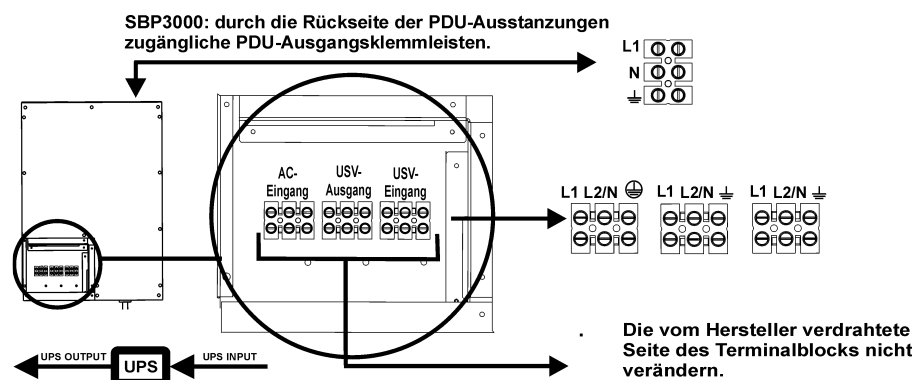 SBP3000: durch die Rückseite der PDU-Ausstanzungen
zugängliche PDU-Ausgangsklemmleisten.
L1
N
AC-
Eingang
USV-
Ausgang
USV-
Eingang
L1 L2/N
L1 L2/N
L1 L2/N
UPS OUTPUT
UPS
UPS INPUT
. Die vom Hersteller verdrahtete
Seite des Terminalblocks nicht
verändern.